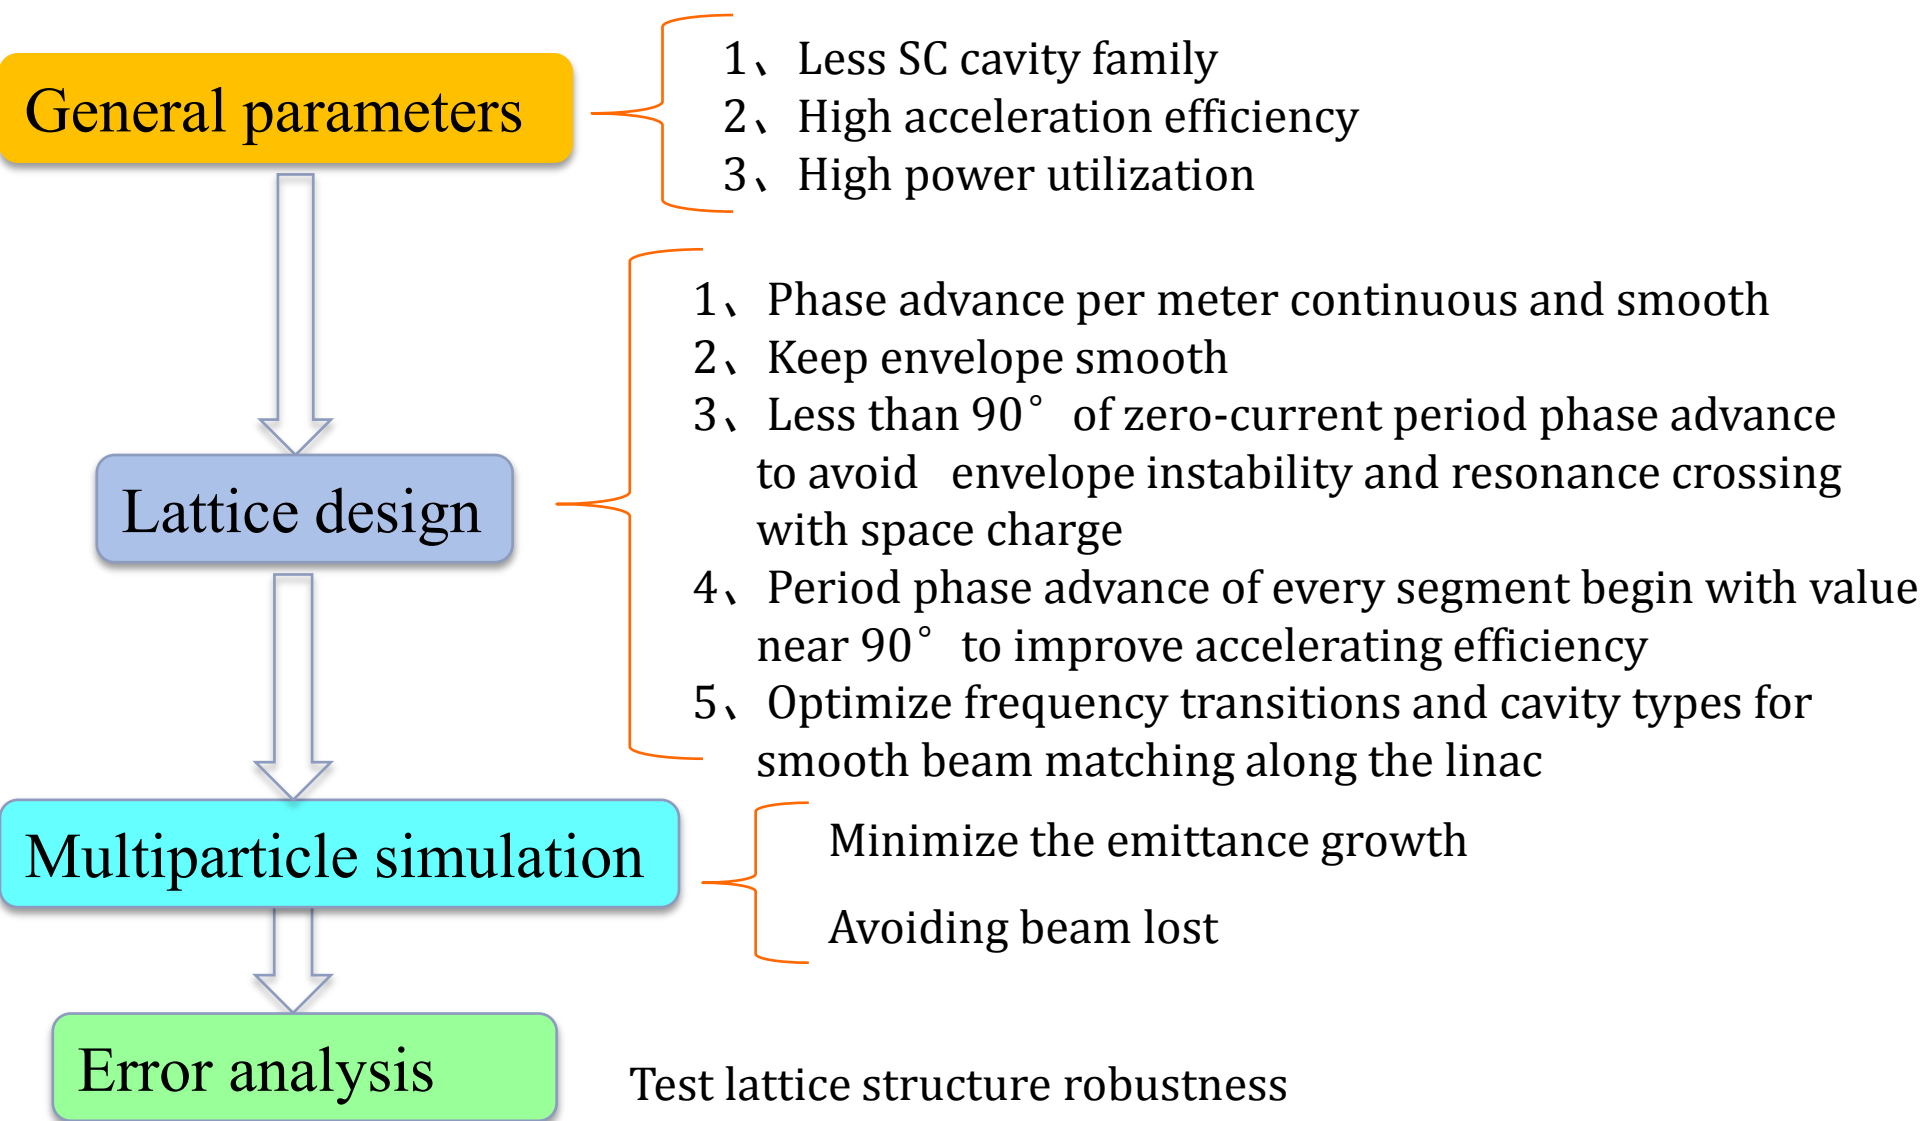 General parameters
1、Less SC cavity family
2、High acceleration efficiency
3、High power utilization
Lattice design
1、Phase advance per meter continuous and smooth
2、Keep envelope smooth
3、Less than 90° of zero-current period phase advance
to avoid envelope instability and resonance crossing
with space charge
4、Period phase advance of every segment begin with value
near 90° to improve accelerating efficiency
5、Optimize frequency transitions and cavity types for
smooth beam matching along the linac
Multiparticle simulation
Minimize the emittance growth
Avoiding beam lost
Error analysis
Test lattice structure robustness